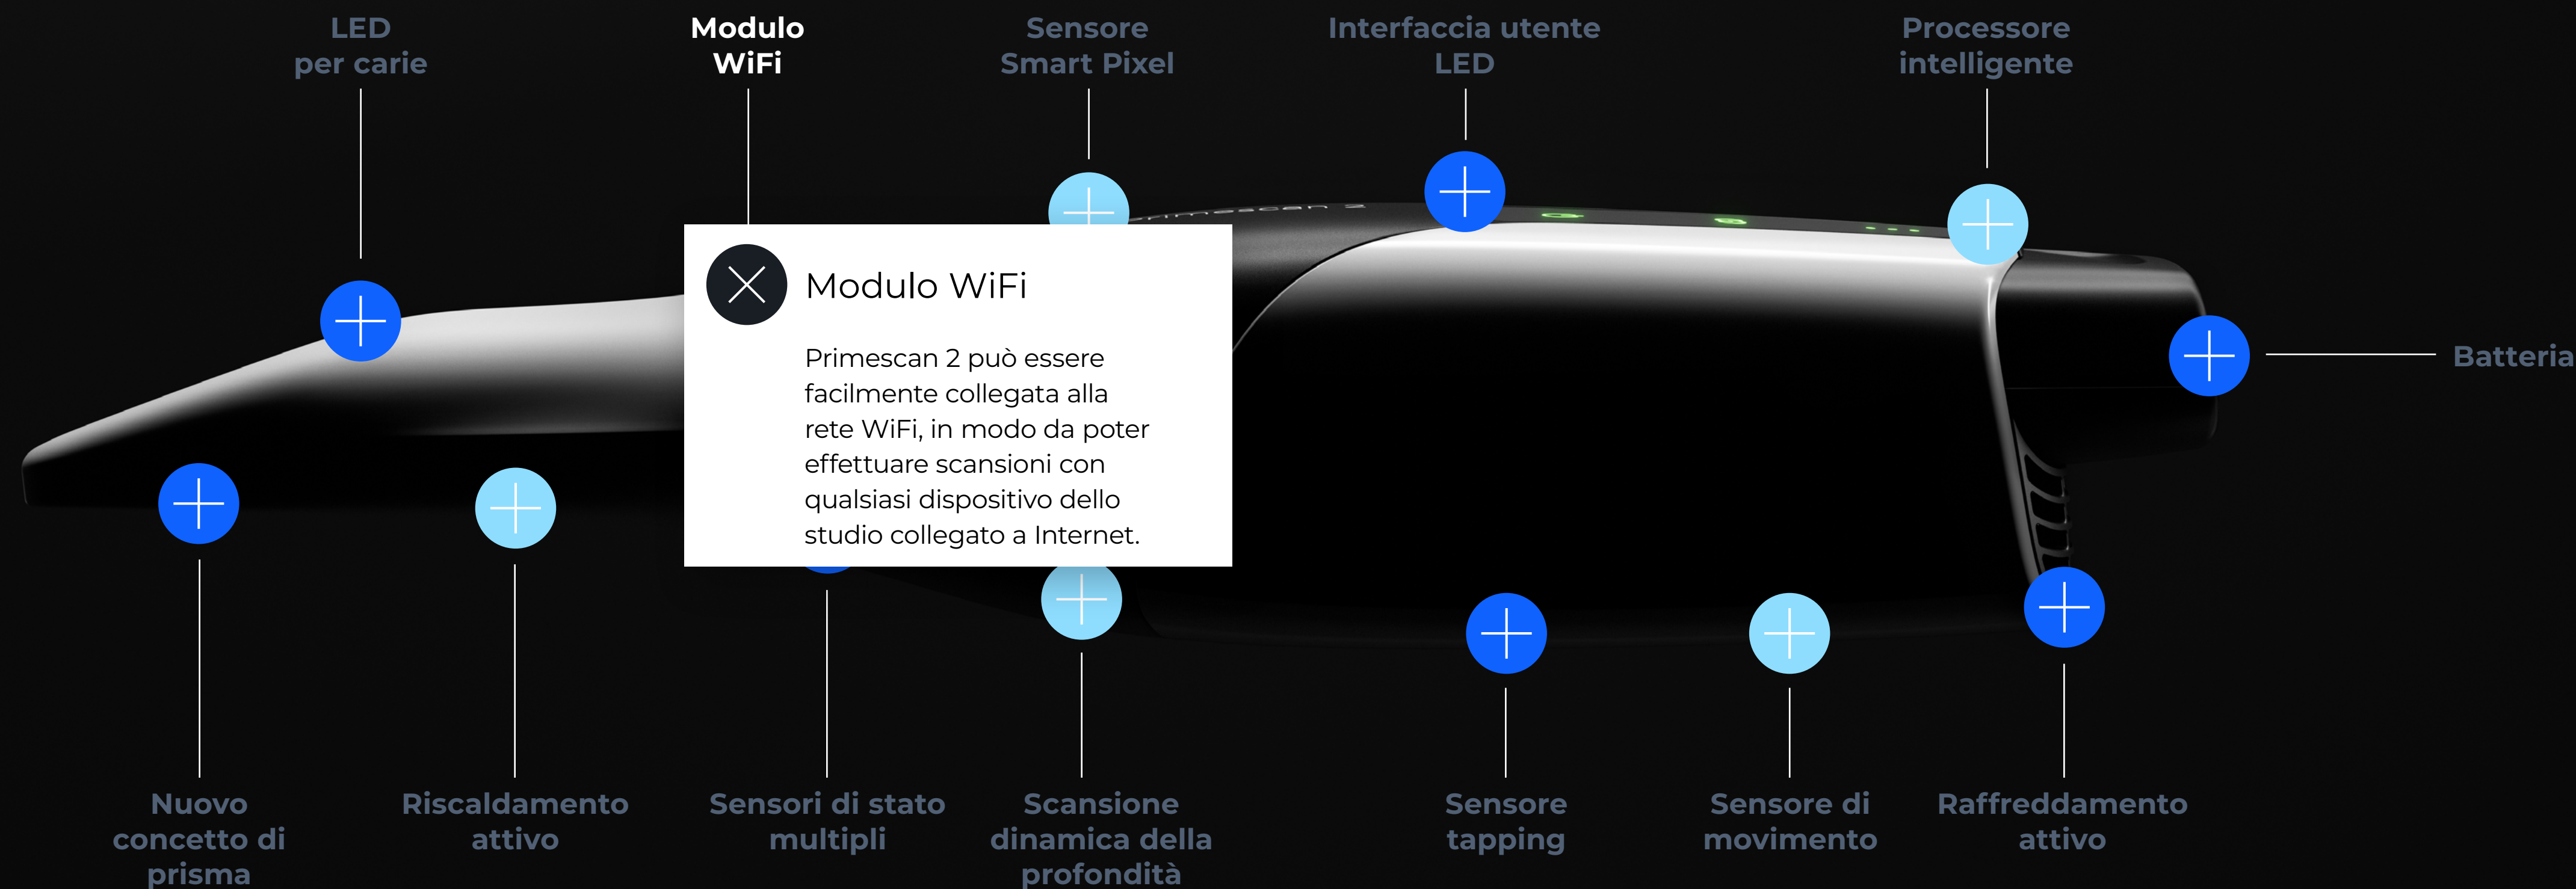 LED
per carie
Modulo
WiFi
Sensore
Smart Pixel
Interfaccia utente
LED
Processore
intelligente
Modulo WiFi
Primescan 2 può essere
facilmente collegata alla
rete WiFi, in modo da poter
effettuare scansioni con
qualsiasi dispositivo dello
studio collegato a Internet.
Batteria
Nuovo
concetto di
prisma
Riscaldamento
attivo
Sensori di stato
multipli
Scansione
dinamica della
profondità
Sensore
tapping
Sensore di
movimento
Raffreddamento
attivo